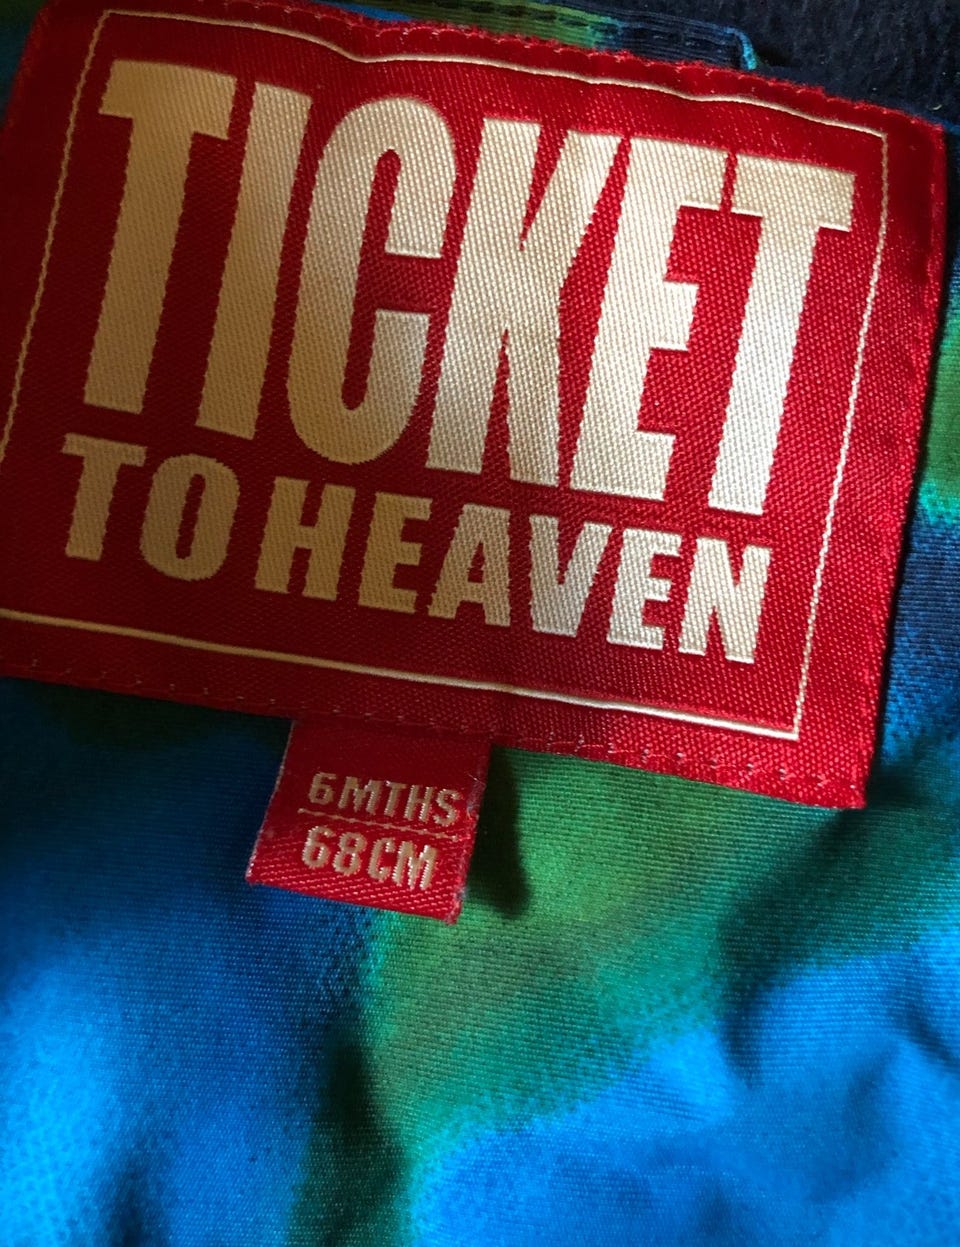 TICKET
TO HEAVEN
6MTHS
68CM